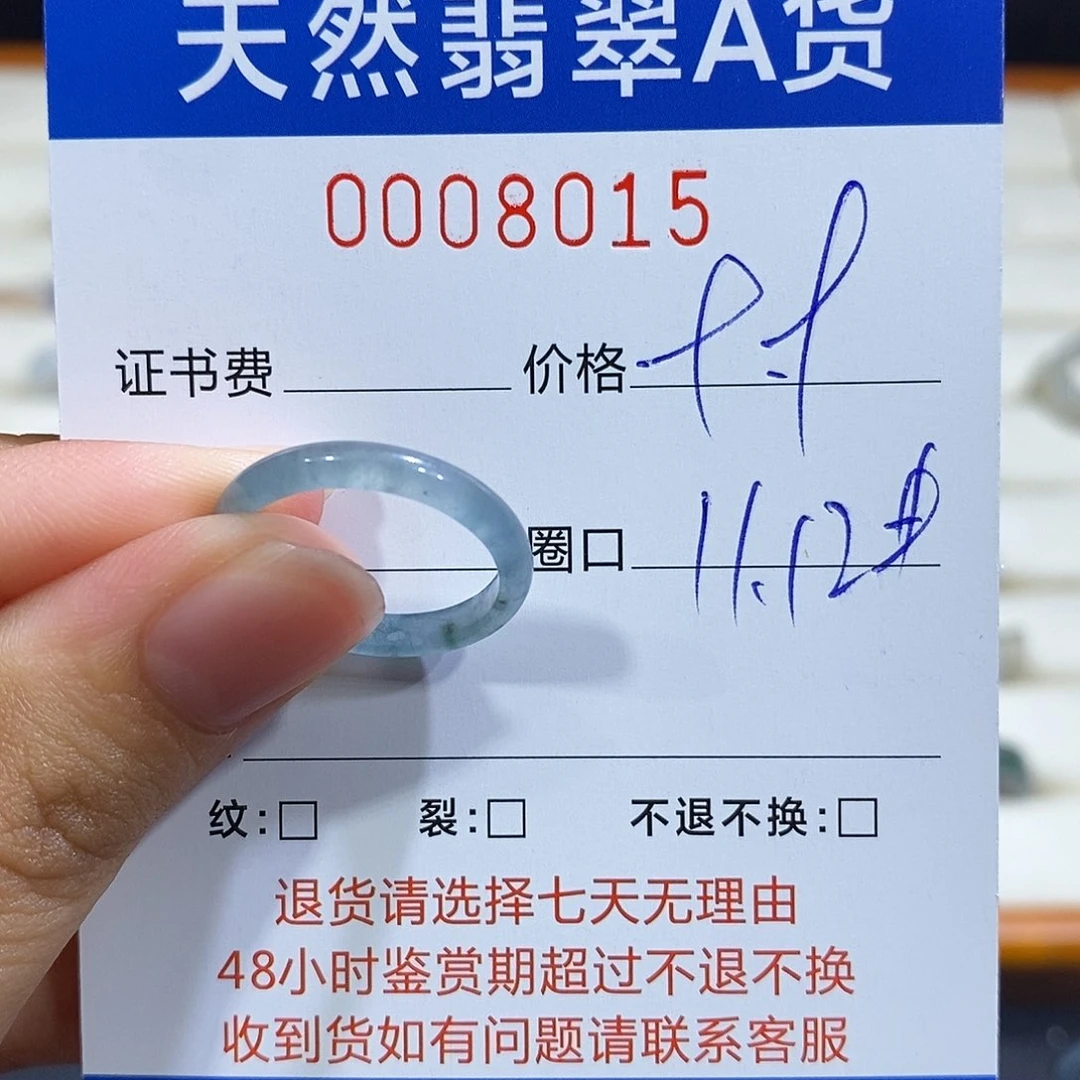 天然翡翠A货
0008015
证书费 价格
圈口 11.12#
纹:□ 裂:□ 不退不换:□
退货请选择七天无理由
48小时鉴赏期超过不退不换
收到货如有问题请联系客服